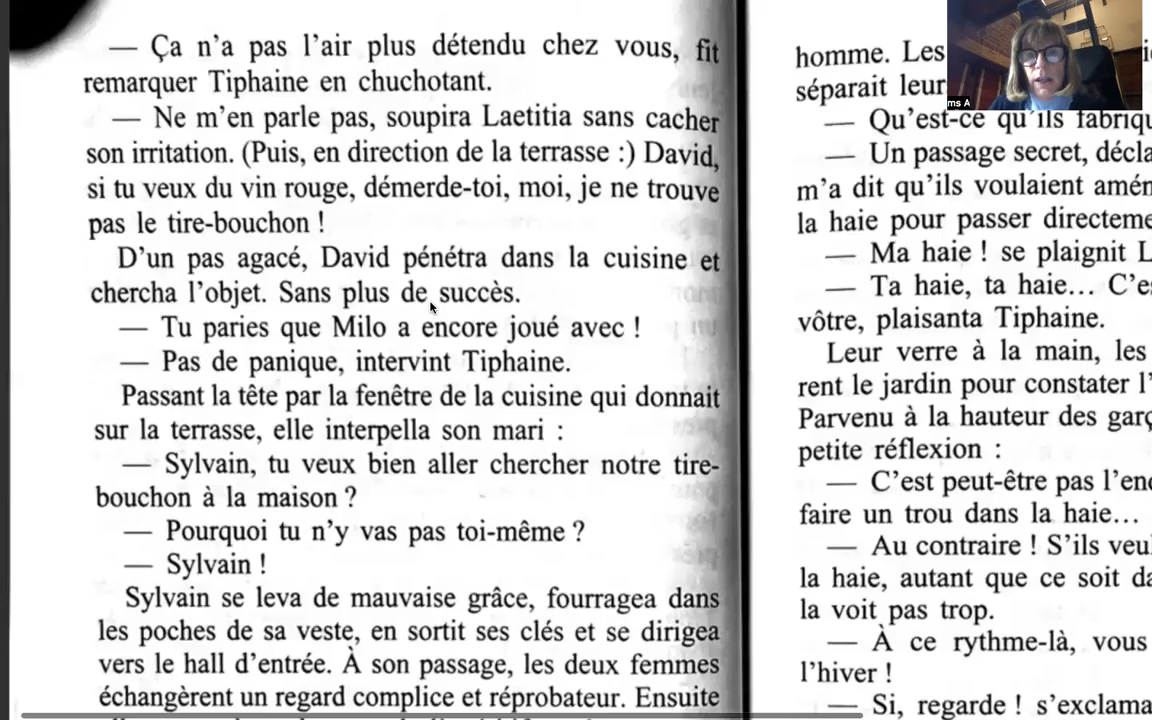 — Ça n'a pas l'air plus détendu chez vous, fit
remarquer Tiphaine en chuchotant.
— Ne m'en parle pas, soupira Laetitia sans cacher
son irritation. (Puis, en direction de la terrasse :) David,
si tu veux du vin rouge, démerde-toi, moi, je ne trouve
pas le tire-bouchon !
D'un pas agacé, David pénétra dans la cuisine et
chercha l'objet. Sans plus de succès.
— Tu paries que Milo a encore joué avec !
— Pas de panique, intervint Tiphaine.
Passant la tête par la fenêtre de la cuisine qui donnait
sur la terrasse, elle interpella son mari :
— Sylvain, tu veux bien aller chercher notre tire-
bouchon à la maison ?
— Pourquoi tu n'y vas pas toi-même ?
— Sylvain !
Sylvain se leva de mauvaise grâce, fourragea dans
les poches de sa veste, en sortit ses clés et se dirigea
vers le hall d'entrée. À son passage, les deux femmes
échangèrent un regard complice et réprobateur. Ensuite
homme. Les
séparait leur
— Qu'est-ce qu'ils fabriqu
— Un passage secret, décla
m'a dit qu'ils voulaient amén
la haie pour passer directeme
— Ma haie ! se plaignit L
— Ta haie, ta haie... C'es
vôtre, plaisanta Tiphaine.
Leur verre à la main, les
rent le jardin pour constater l'
Parvenu à la hauteur des garç
petite réflexion :
— C'est peut-être pas l'end
faire un trou dans la haie...
— Au contraire ! S'ils veul
la haie, autant que ce soit da
la voit pas trop.
— À ce rythme-là, vous
l'hiver !
— Si, regarde ! s'exclama
ms A